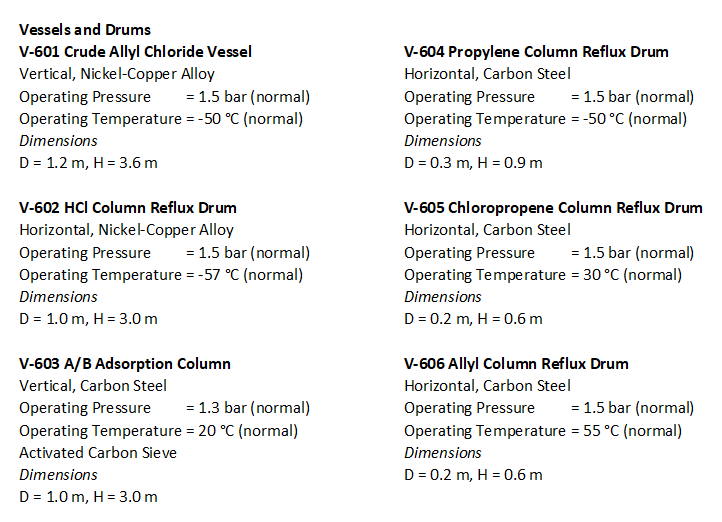 Vessels and Drums
V-601 Crude Allyl Chloride Vessel
Vertical, Nickel-Copper Alloy
Operating Pressure = 1.5 bar (normal)
Operating Temperature = -50 °C (normal)
Dimensions
D = 1.2 m, H = 3.6 m
V-602 HCl Column Reflux Drum
Horizontal, Nickel-Copper Alloy
Operating Pressure = 1.5 bar (normal)
Operating Temperature = -57 °C (normal)
Dimensions
D = 1.0 m, H = 3.0 m
V-603 A/B Adsorption Column
Vertical, Carbon Steel
Operating Pressure = 1.3 bar (normal)
Operating Temperature = 20 °C (normal)
Activated Carbon Sieve
Dimensions
D = 1.0 m, H = 3.0 m
V-604 Propylene Column Reflux Drum
Horizontal, Carbon Steel
Operating Pressure = 1.5 bar (normal)
Operating Temperature = -50 °C (normal)
Dimensions
D = 0.3 m, H = 0.9 m
V-605 Chloropropene Column Reflux Drum
Horizontal, Carbon Steel
Operating Pressure = 1.5 bar (normal)
Operating Temperature = 30 °C (normal)
Dimensions
D = 0.2 m, H = 0.6 m
V-606 Allyl Column Reflux Drum
Horizontal, Carbon Steel
Operating Pressure = 1.5 bar (normal)
Operating Temperature = 55 °C (normal)
Dimensions
D = 0.2 m, H = 0.6 m